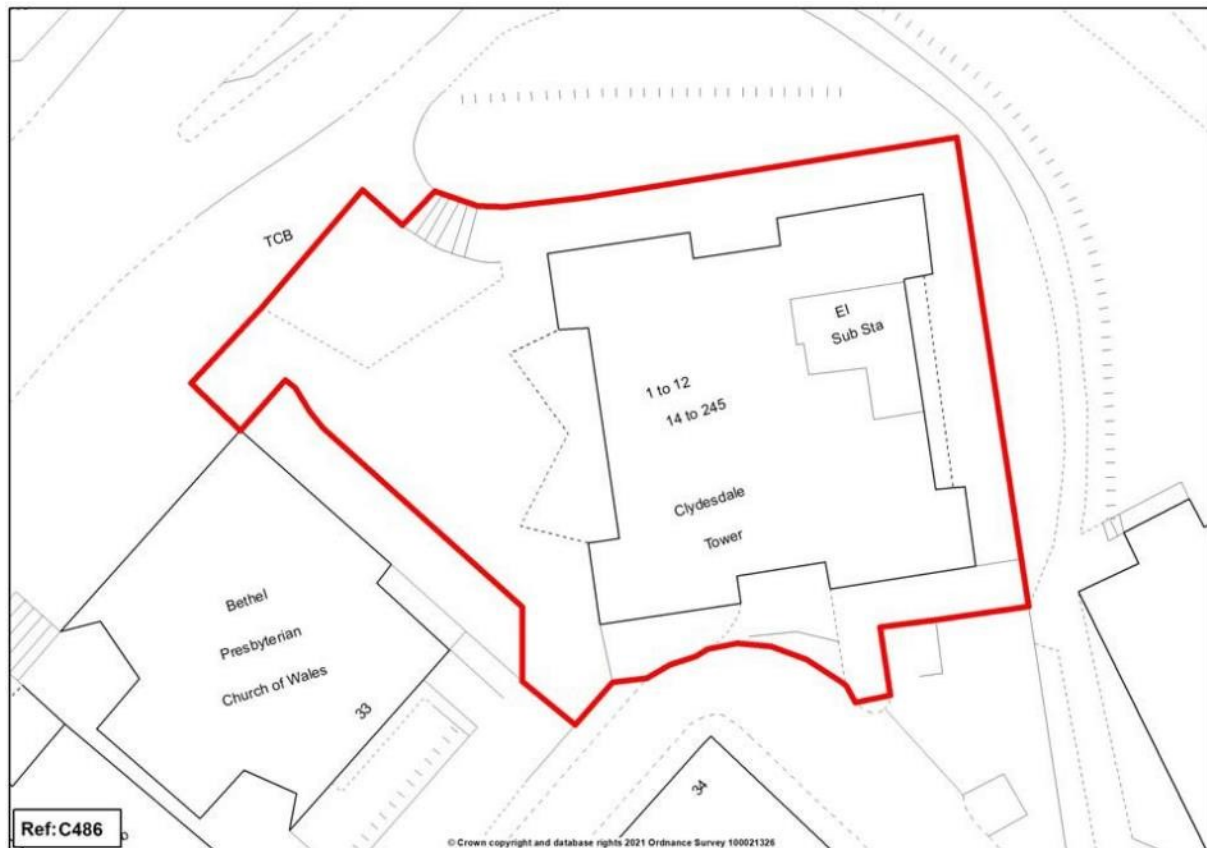 TCB
El
Sub Sta
1 to 12
14 to 245
Clydesdale
Tower
Bethel
Presbyterian
Church of Wales
33
34
Ref:C486
© Crown copyright and database rights 2021 Ordnance Survey 100021326